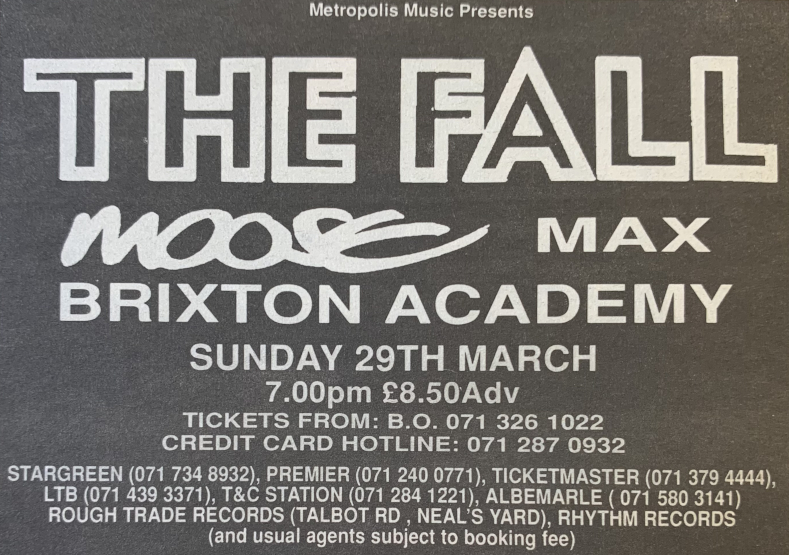 Metropolis Music Presents
THE FALL
MOOSE MAX
BRIXTON ACADEMY
SUNDAY 29TH MARCH
7.00pm £8.50Adv
TICKETS FROM: B.O. 071 326 1022
CREDIT CARD HOTLINE: 071 287 0932
STARGREEN (071 734 8932), PREMIER (071 240 0771), TICKETMASTER (071 379 4444),
LTB (071 439 3371), T&C STATION (071 284 1221), ALBEMARLE ( 071 580 3141)
ROUGH TRADE RECORDS (TALBOT RD , NEAL'S YARD), RHYTHM RECORDS
(and usual agents subject to booking fee)